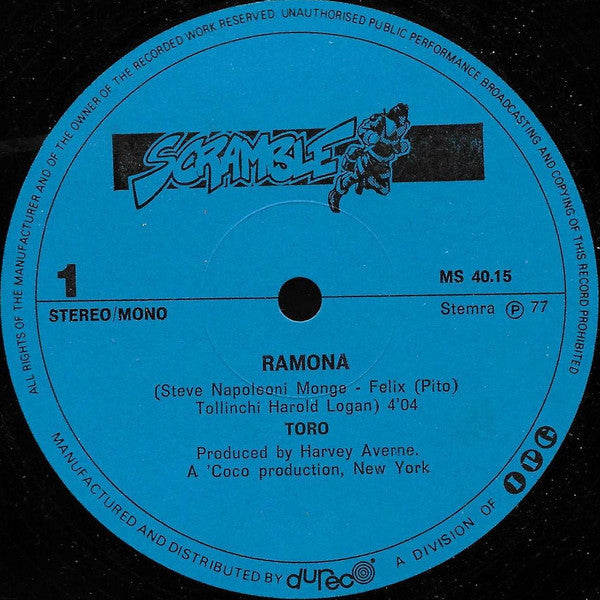 ALL RIGHTS OF THE MANUFACTURER AND OF THE OWNER OF THE RECORDED WORK RESERVED. UNAUTHORISED PUBLIC PERFORMANCE BROADCASTING AND COPYING OF THIS RECORD PROHIBITED
SCRAMBLE
1
MS 40.15
STEREO/MONO
Stemra Ⓟ 77
RAMONA
(Steve Napoleoni Monge - Felix (Pito)
Tollinchi Harold Logan) 4'04
TORO
Produced by Harvey Averne.
A 'Coco production, New York
MANUFACTURED AND DISTRIBUTED BY dureco A DIVISION OF